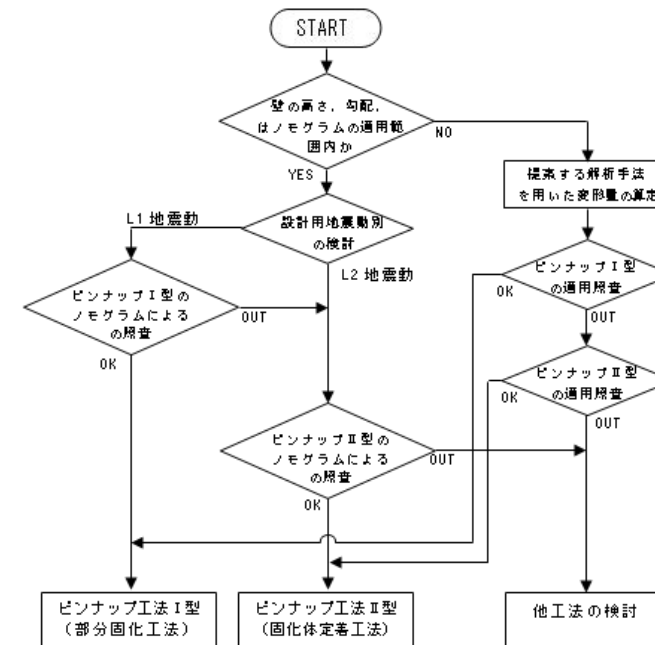 START
壁の高さ，勾配，
はノモグラムの適用範
囲内か
NO
YES
提案する解析手法
を用いた変形量の算定
L1 地震動
設計用地震動別
の検討
L2 地震動
ピンナップⅠ型
の適用照査
OK
OUT
ピンナップⅠ型の
ノモグラムによる
の照査
OUT
OK
ピンナップⅡ型
の適用照査
OK
OUT
ピンナップⅡ型の
ノモグラムによる
の照査
OUT
OK
ピンナップ工法Ⅰ型
（部分固化工法）
ピンナップ工法Ⅱ型
（固化体定着工法）
他工法の検討